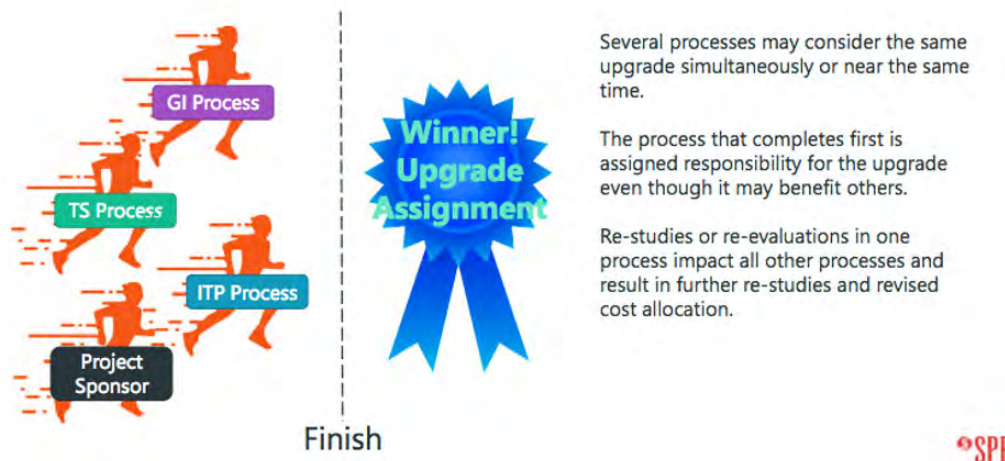 GI Process
TS Process
ITP Process
Project
Sponsor
Finish
Winner!
Upgrade
Assignment
Several processes may consider the same
upgrade simultaneously or near the same
time.
The process that completes first is
assigned responsibility for the upgrade
even though it may benefit others.
Re-studies or re-evaluations in one
process impact all other processes and
result in further re-studies and revised
cost allocation.